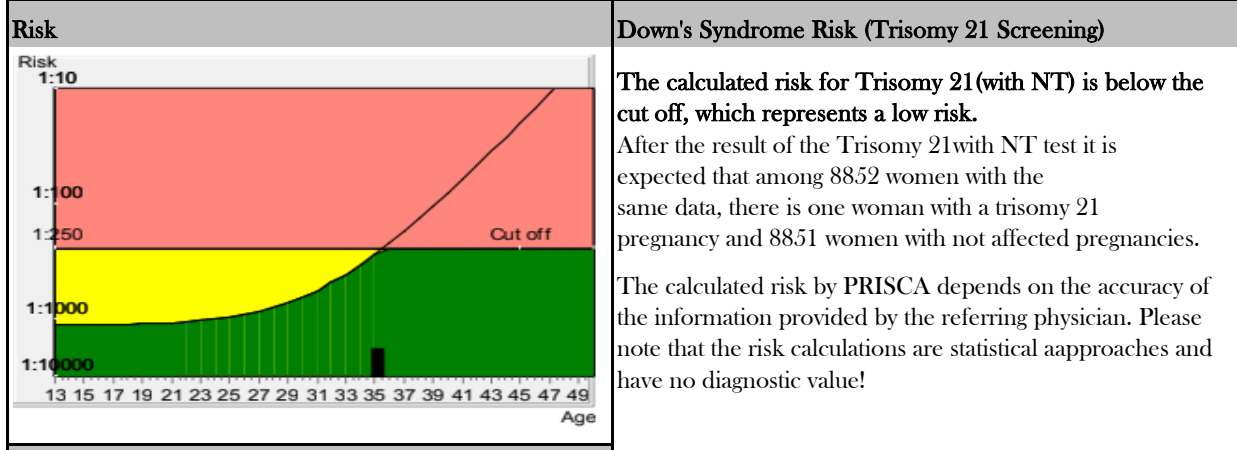 Risk
Down's Syndrome Risk (Trisomy 21 Screening)
Risk
1:10
1:100
1:250
Cut off
1:1000
1:10000
13 15 17 19 21 23 25 27 29 31 33 35 37 39 41 43 45 47 49
Age
The calculated risk for Trisomy 21(with NT) is below the
cut off, which represents a low risk.
After the result of the Trisomy 21with NT test it is
expected that among 8852 women with the
same data, there is one woman with a trisomy 21
pregnancy and 8851 women with not affected pregnancies.
The calculated risk by PRISCA depends on the accuracy of
the information provided by the referring physician. Please
note that the risk calculations are statistical aapproaches and
have no diagnostic value!